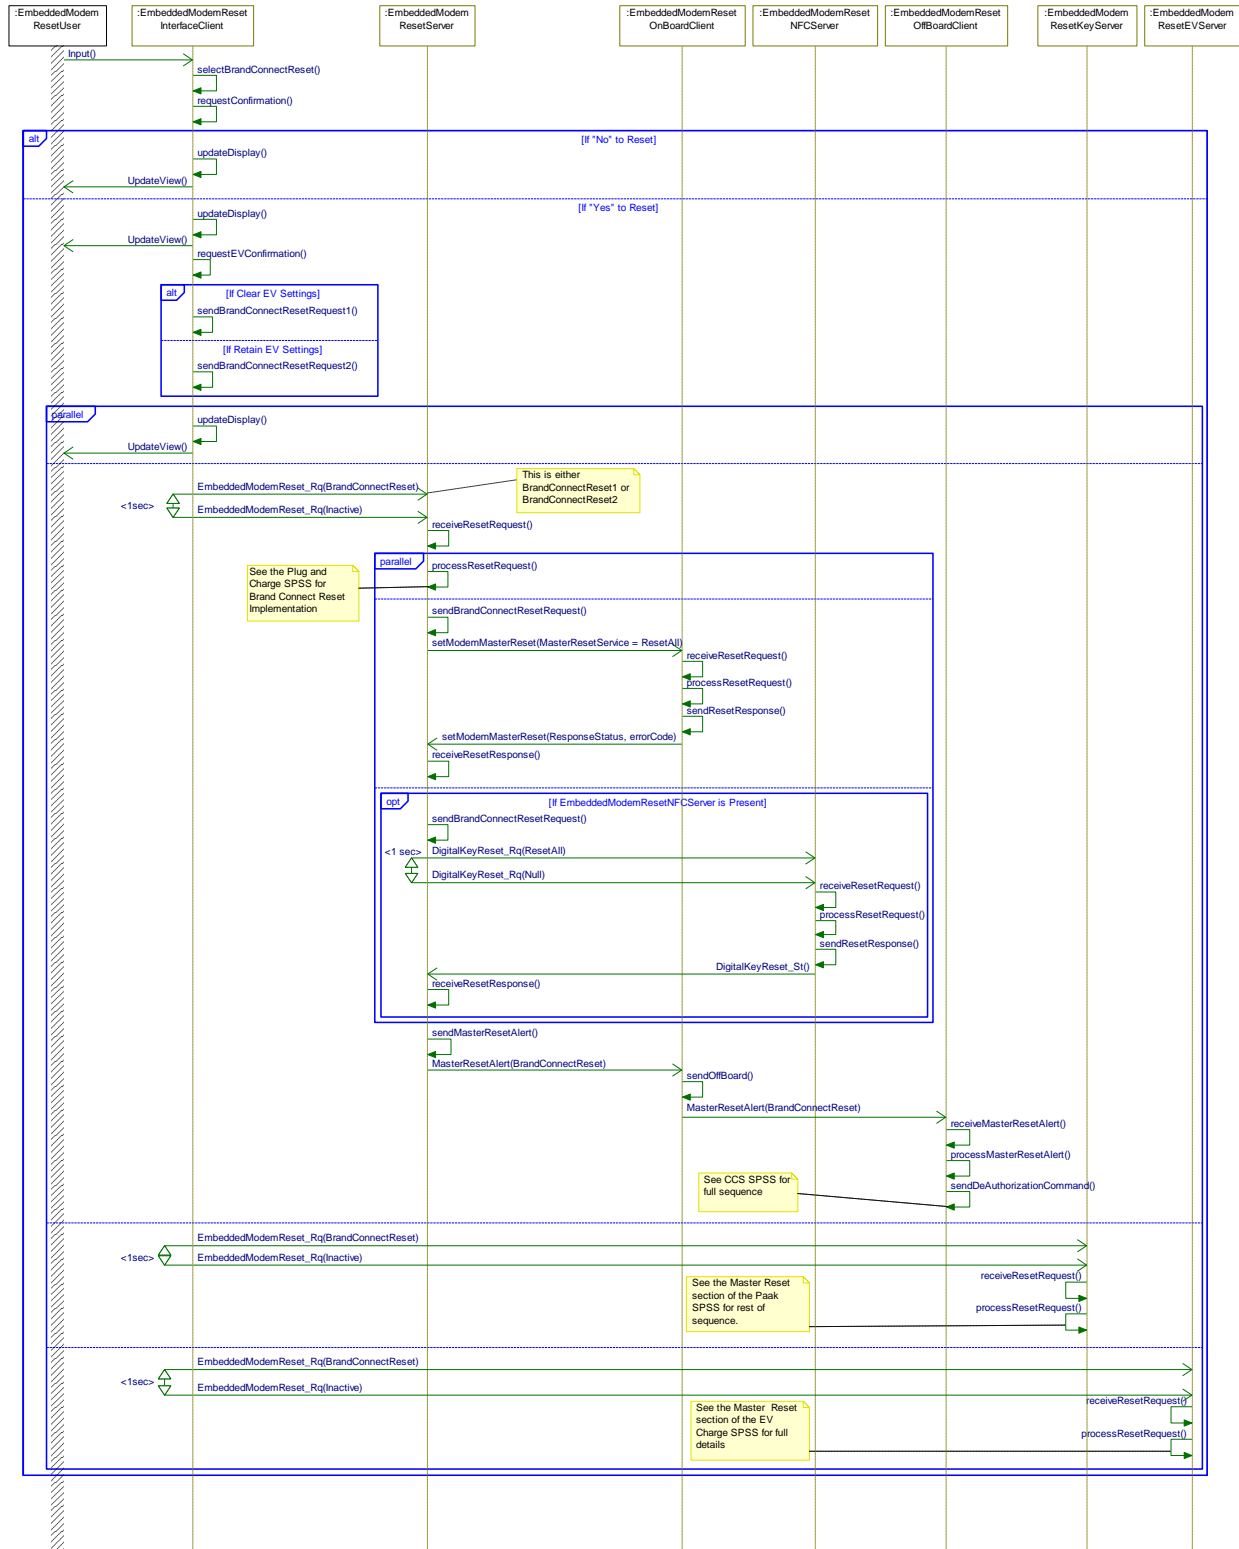 :EmbeddedModem
ResetUser
:EmbeddedModemReset
InterfaceClient
:EmbeddedModem
ResetServer
:EmbeddedModemReset
OnBoardClient
:EmbeddedModemReset
NFCServer
:EmbeddedModemReset
OffBoardClient
:EmbeddedModem
ResetKeyServer
:EmbeddedModem
ResetEVServer
Input()
selectBrandConnectReset()
requestConfirmation()
alt
[If "No" to Reset]
updateDisplay()
UpdateView()
[If "Yes" to Reset]
updateDisplay()
UpdateView()
requestEVConfirmation()
alt
[If Clear EV Settings]
sendBrandConnectResetRequest1()
[If Retain EV Settings]
sendBrandConnectResetRequest2()
parallel
updateDisplay()
UpdateView()
This is either
BrandConnectReset1 or
BrandConnectReset2
EmbeddedModemReset_Rq(BrandConnectReset)
<1sec>
EmbeddedModemReset_Rq(Inactive)
receiveResetRequest()
parallel
processResetRequest()
See the Plug and
Charge SPSS for
Brand Connect Reset
Implementation
sendBrandConnectResetRequest()
setModemMasterReset(MasterResetService = ResetAll)
receiveResetRequest()
processResetRequest()
sendResetResponse()
setModemMasterReset(ResponseStatus, errorCode)
receiveResetResponse()
opt
[If EmbeddedModemResetNFCServer is Present]
sendBrandConnectResetRequest()
<1 sec>
DigitalKeyReset_Rq(ResetAll)
DigitalKeyReset_Rq(Null)
receiveResetRequest()
processResetRequest()
sendResetResponse()
DigitalKeyReset_St()
receiveResetResponse()
sendMasterResetAlert()
MasterResetAlert(BrandConnectReset)
sendOffBoard()
MasterResetAlert(BrandConnectReset)
receiveMasterResetAlert()
processMasterResetAlert()
See CCS SPSS for
full sequence
sendDeAuthorizationCommand()
EmbeddedModemReset_Rq(BrandConnectReset)
<1sec>
EmbeddedModemReset_Rq(Inactive)
receiveResetRequest()
See the Master Reset
section of the Paak
SPSS for rest of
sequence.
processResetRequest()
EmbeddedModemReset_Rq(BrandConnectReset)
<1sec>
EmbeddedModemReset_Rq(Inactive)
receiveResetRequest()
See the Master  Reset
section of the EV
Charge SPSS for full
details
processResetRequest()